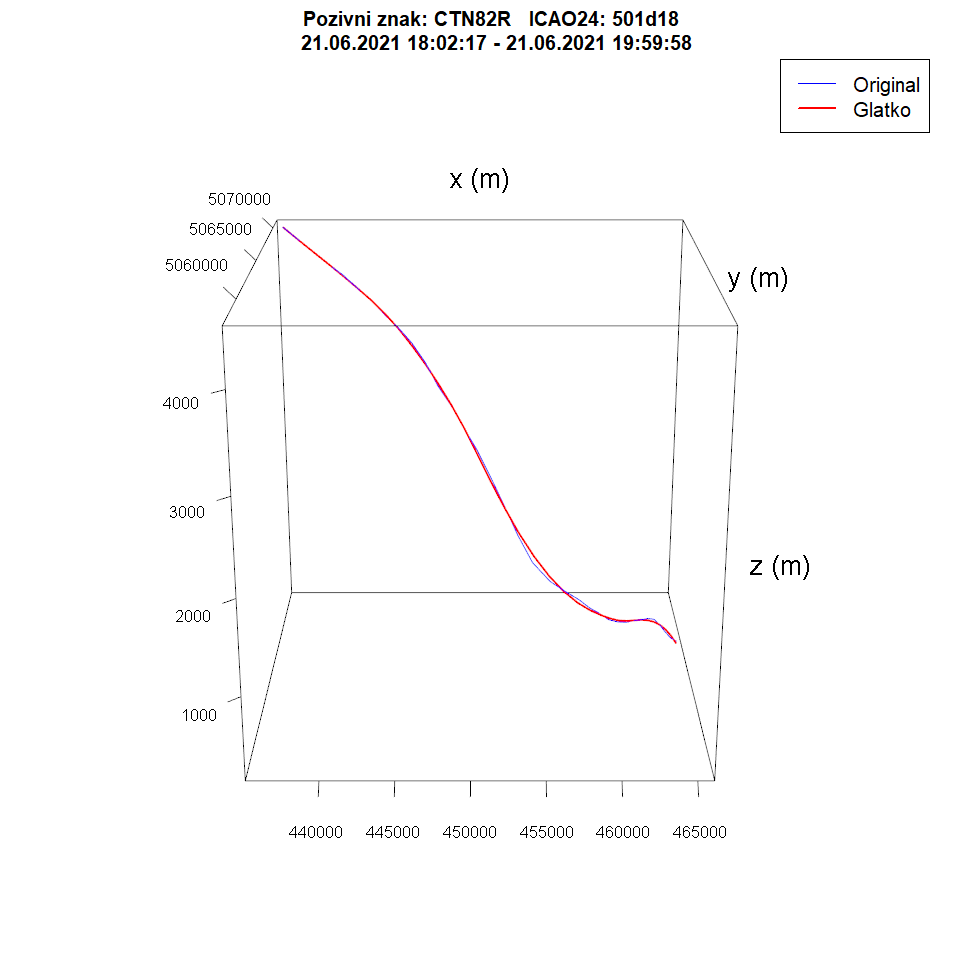 Pozivni znak: CTN82R ICAO24: 501d18
21.06.2021 18:02:17 - 21.06.2021 19:59:58
Original
Glatko
x (m)
5070000
5065000
5060000
y (m)
4000
3000
z (m)
2000
1000
440000 445000 450000 455000 460000 465000